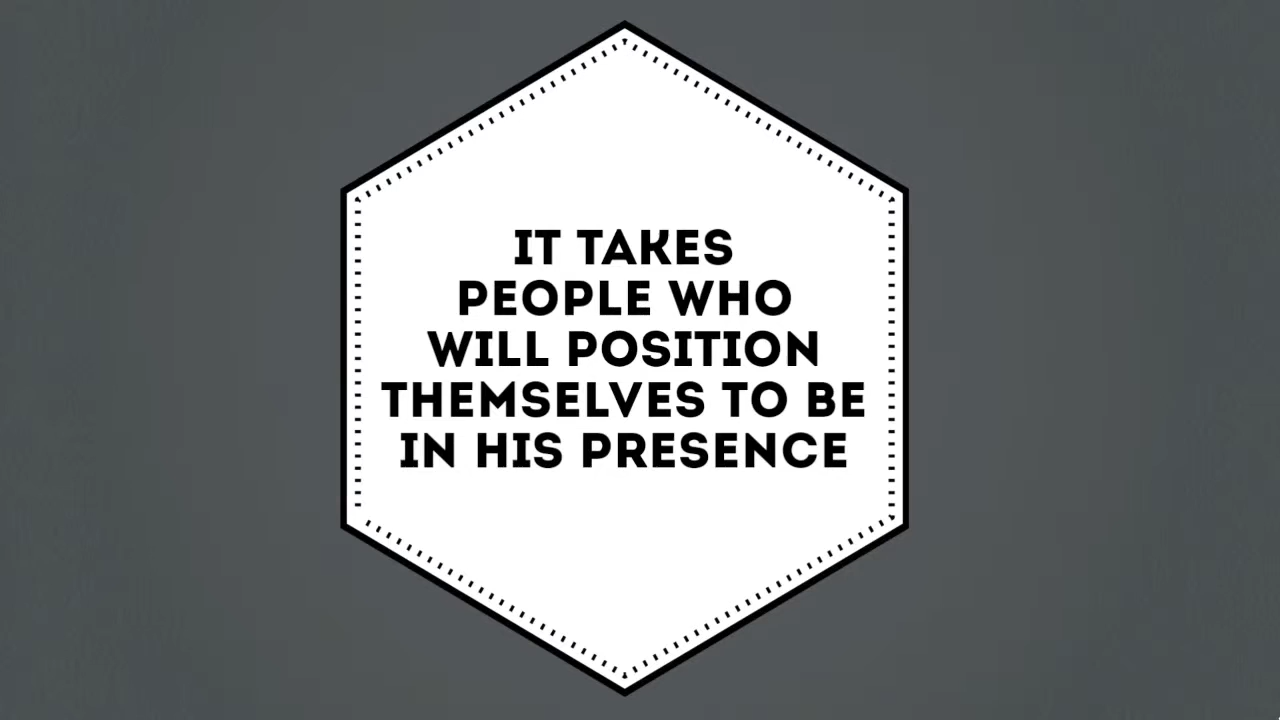 IT TAKES
PEOPLE WHO
WILL POSITION
THEMSELVES TO BE
IN HIS PRESENCE